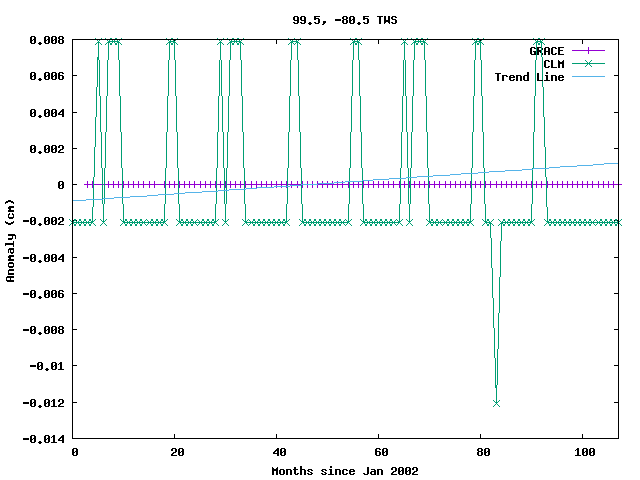 99.5, -80.5 TWS
GRACE
CLM
Trend Line
0.008
0.006
0.004
0.002
0
-0.002
-0.004
-0.006
-0.008
-0.01
-0.012
-0.014
Anomaly (cm)
0 20 40 60 80 100
Months since Jan 2002